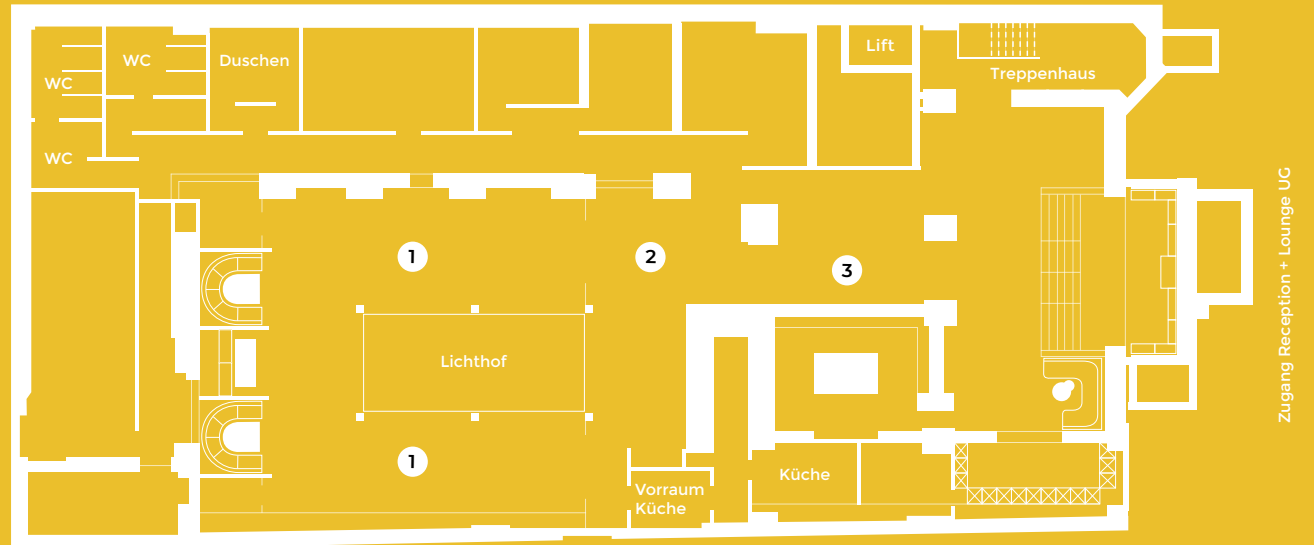 WC
WC
Duschen
WC
Lift
Treppenhaus
1
2
3
Lichthof
1
Vorraum
Küche
Küche
Zugang Reception + Lounge UG